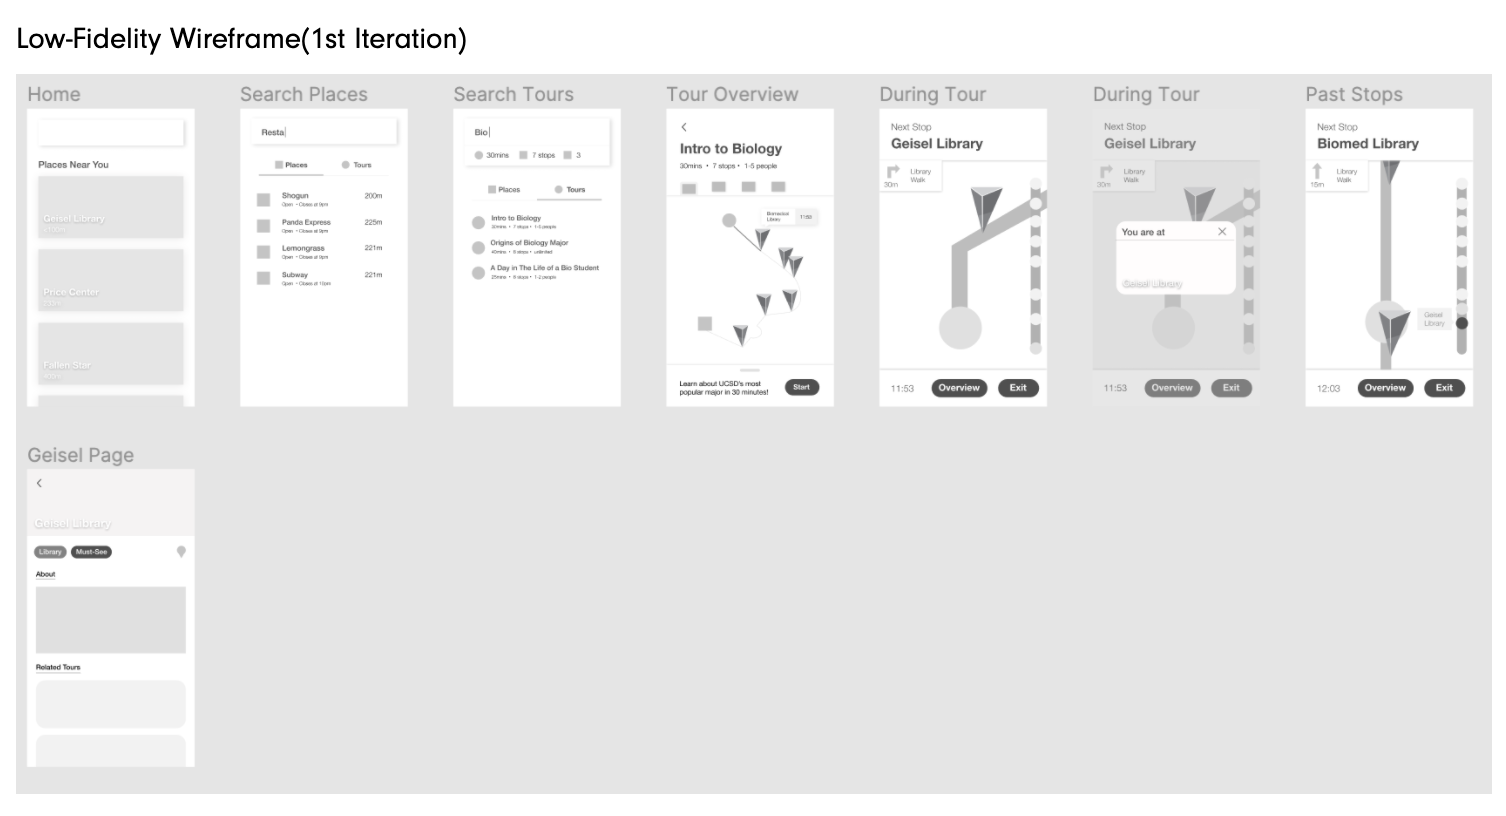 Low-Fidelity Wireframe(1st Iteration)
Home
Places Near You
Geisel Library
Price Center
Fallen Star
Search Places
Resta
Places Tours
Shogun 200m
Open • Closes at 9pm
Panda Express 225m
Open • Closes at 9pm
Lemongrass 221m
Open • Closes at 9pm
Subway 221m
Open • Closes at 10pm
Search Tours
Bio
30mins 7 stops 3
Places Tours
Intro to Biology
30mins • 7 stops • 1-5 people
Origins of Biology Major
40mins • 8 stops • unlimited
A Day in The Life of a Bio Student
25mins • 6 stops • 1-2 people
Tour Overview
Intro to Biology
30mins • 7 stops • 1-5 people
11:53
Learn about UCSD's most
popular major in 30 minutes!
Start
During Tour
Next Stop
Geisel Library
Library
Walk
30m
11:53 Overview Exit
During Tour
Next Stop
Geisel Library
Library
Walk
30m
You are at
Geisel Library
11:53 Overview Exit
Past Stops
Next Stop
Biomed Library
Library
Walk
15m
Geisel
Library
12:03 Overview Exit
Geisel Page
Geisel Library
Library Must-See
About
Related Tours